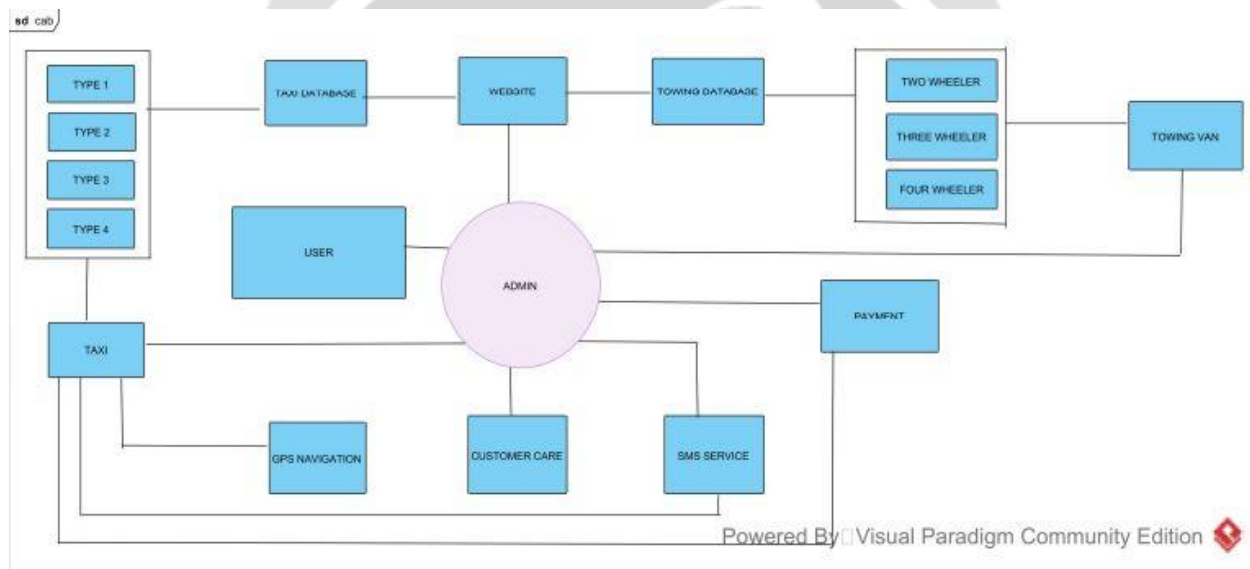 sd cab
TYPE 1
TYPE 2
TYPE 3
TYPE 4
TAXI DATABASE
WEBSITE
TOWING DATABASE
TWO WHEELER
THREE WHEELER
FOUR WHEELER
TOWING VAN
USER
ADMIN
PAYMENT
TAXI
GPS NAVIGATION
CUSTOMER CARE
SMS SERVICE
Powered By Visual Paradigm Community Edition